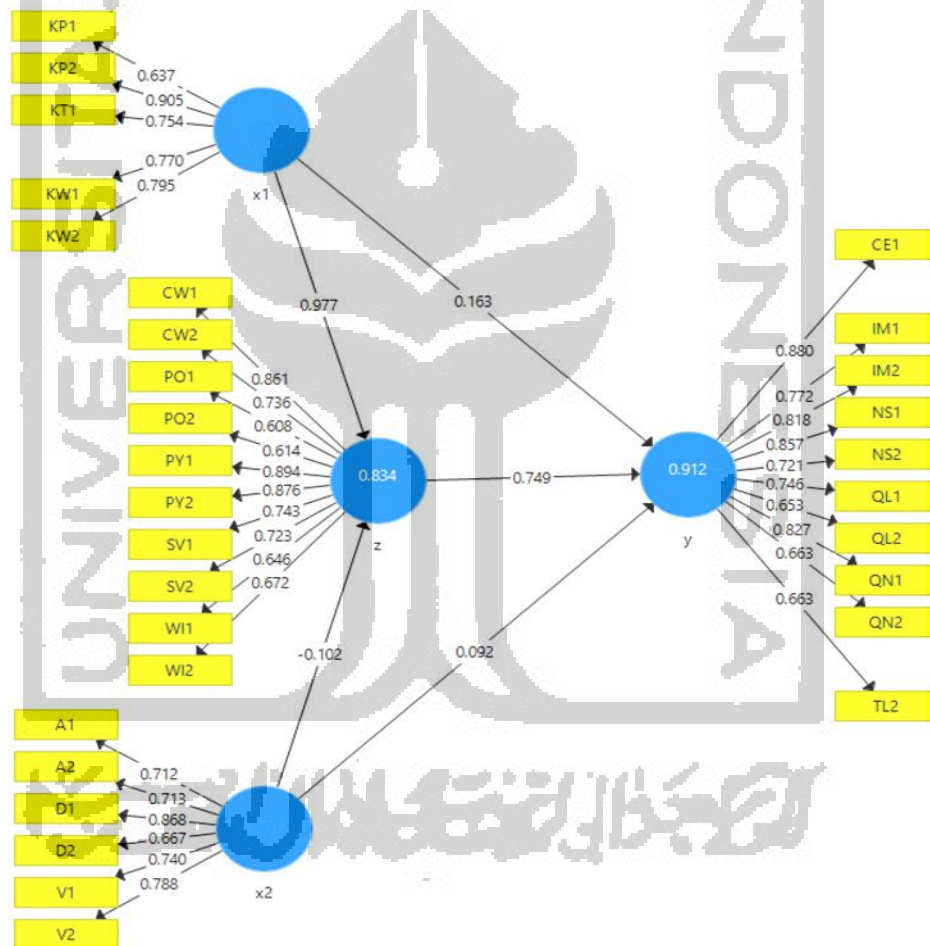 KP1
KP2
KT1
KW1
KW2
0.637
0.905
0.754
0.770
0.795
x1
0.977
0.163
CW1
CW2
PO1
PO2
PY1
PY2
SV1
SV2
WI1
WI2
0.861
0.736
0.608
0.614
0.894
0.876
0.743
0.723
0.646
0.672
0.834
z
0.749
0.912
y
CE1
IM1
IM2
NS1
NS2
QL1
QL2
QN1
QN2
TL2
0.880
0.772
0.818
0.857
0.721
0.746
0.653
0.827
0.663
0.663
-0.102
0.092
A1
A2
D1
D2
V1
V2
0.712
0.713
0.868
0.667
0.740
0.788
x2
UNIVERSITA
NDONESIA